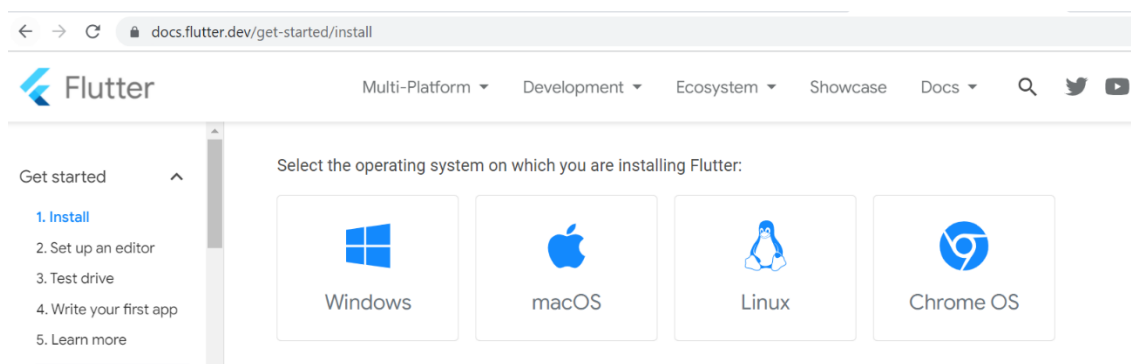 docs.flutter.dev/get-started/install
Flutter
Multi-Platform
Development
Ecosystem
Showcase
Docs
Get started
1. Install
2. Set up an editor
3. Test drive
4. Write your first app
5. Learn more
Select the operating system on which you are installing Flutter:
Windows
macOS
Linux
Chrome OS